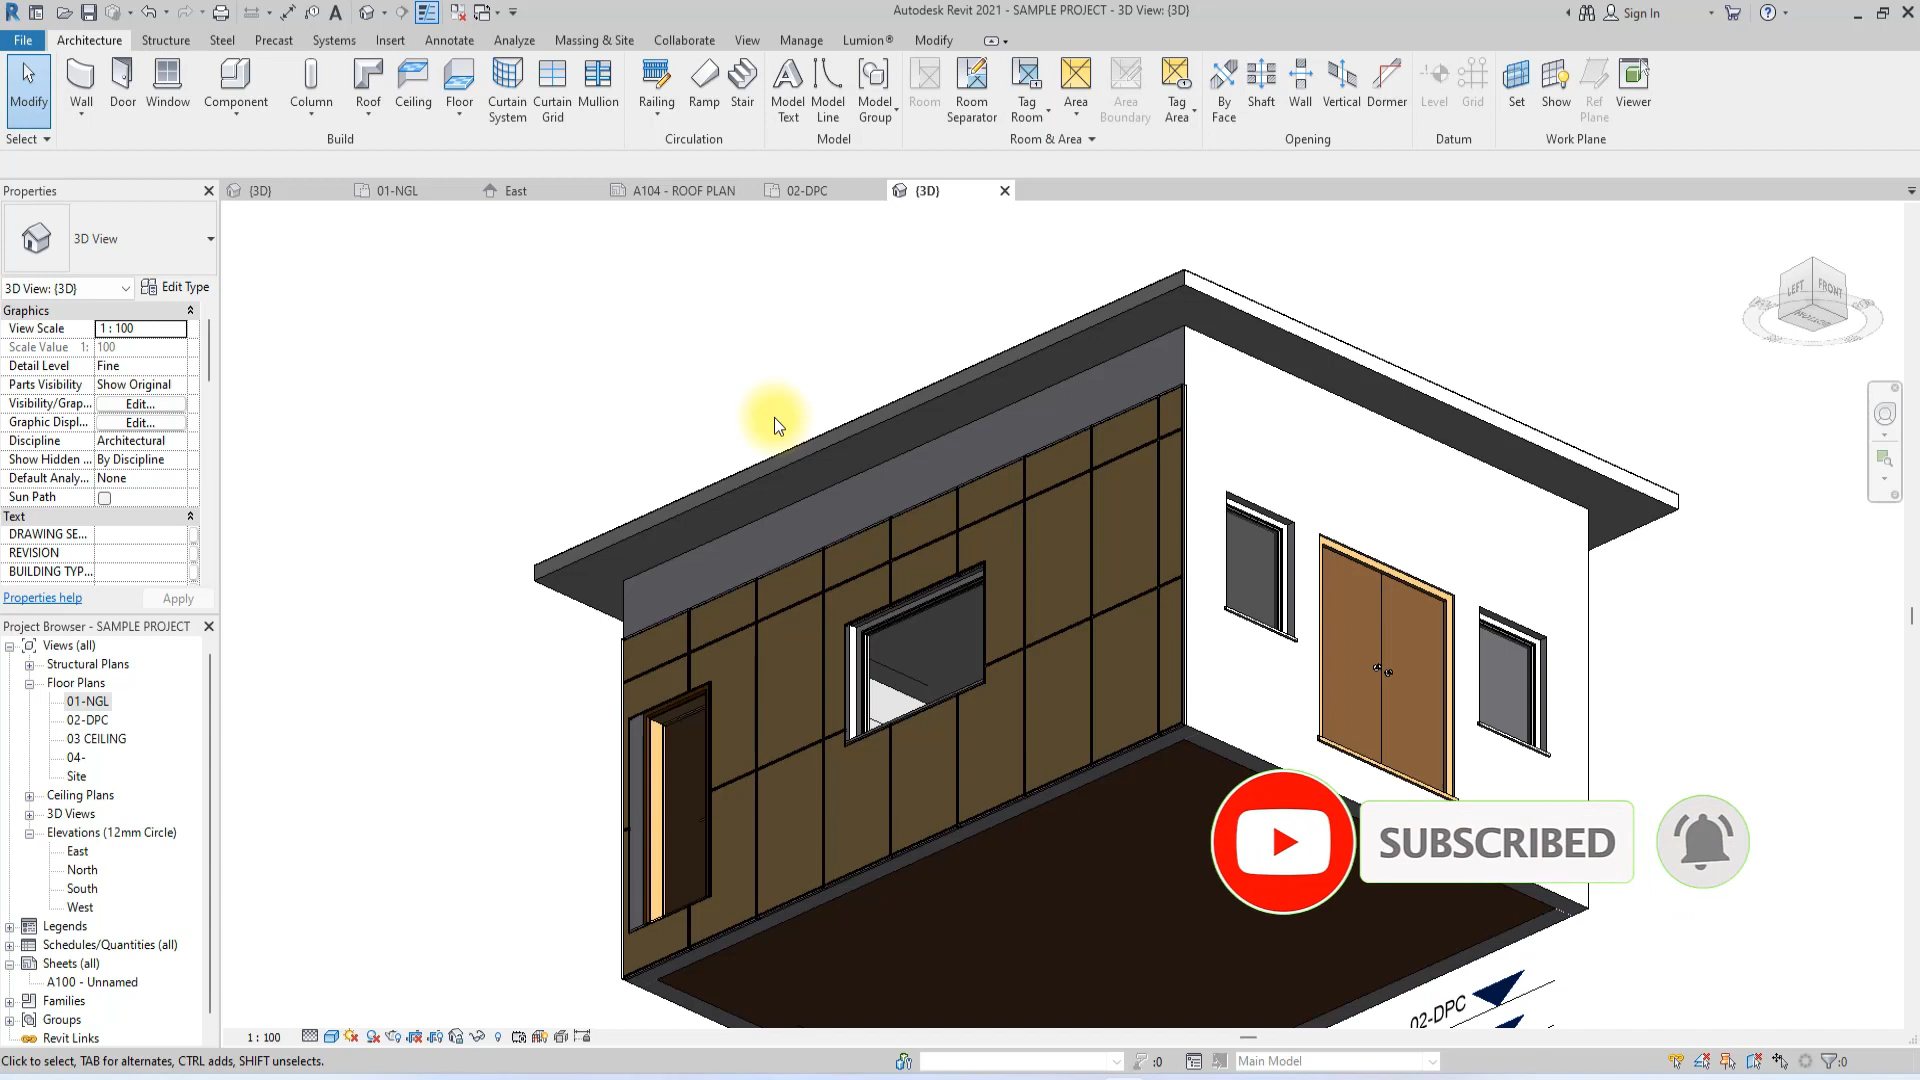 Autodesk Revit 2021 - SAMPLE PROJECT - 3D View: {3D}
Sign In
File Architecture Structure Steel Precast Systems Insert Annotate Analyze Massing & Site Collaborate View Manage Lumion® Modify
Modify Wall Door Window Component Column Roof Ceiling Floor Curtain System Curtain Grid Mullion Railing Ramp Stair Model Text Model Line Model Group Room Room Separator Tag Room Area Area Boundary Tag Area By Face Shaft Wall Vertical Dormer Level Grid Set Show Ref Plane Viewer
Select Build Circulation Model Room & Area Opening Datum Work Plane
Properties
{3D} 01-NGL East A104 - ROOF PLAN 02-DPC {3D}
3D View
3D View: {3D} Edit Type
Graphics
View Scale 1 : 100
Scale Value 1: 100
Detail Level Fine
Parts Visibility Show Original
Visibility/Grap... Edit...
Graphic Displ... Edit...
Discipline Architectural
Show Hidden ... By Discipline
Default Analy... None
Sun Path
Text
DRAWING SE...
REVISION
BUILDING TYP...
Properties help Apply
Project Browser - SAMPLE PROJECT
Views (all)
Structural Plans
Floor Plans
01-NGL
02-DPC
03 CEILING
04-
Site
Ceiling Plans
3D Views
Elevations (12mm Circle)
East
North
South
West
Legends
Schedules/Quantities (all)
Sheets (all)
A100 - Unnamed
Families
Groups
Revit Links
LEFT FRONT
BOTTOM
SUBSCRIBED
02-DPC
1 : 100
Click to select, TAB for alternates, CTRL adds, SHIFT unselects.
:0
Main Model
:0